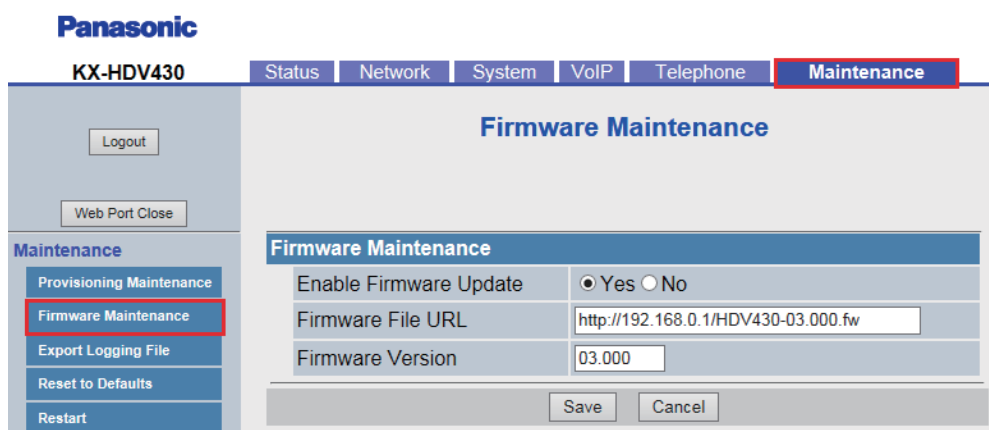 Panasonic
KX-HDV430
Status Network System VoIP Telephone Maintenance
Logout
Web Port Close
Maintenance
Provisioning Maintenance
Firmware Maintenance
Export Logging File
Reset to Defaults
Restart
Firmware Maintenance
Firmware Maintenance
Enable Firmware Update Yes No
Firmware File URL http://192.168.0.1/HDV430-03.000.fw
Firmware Version 03.000
Save Cancel